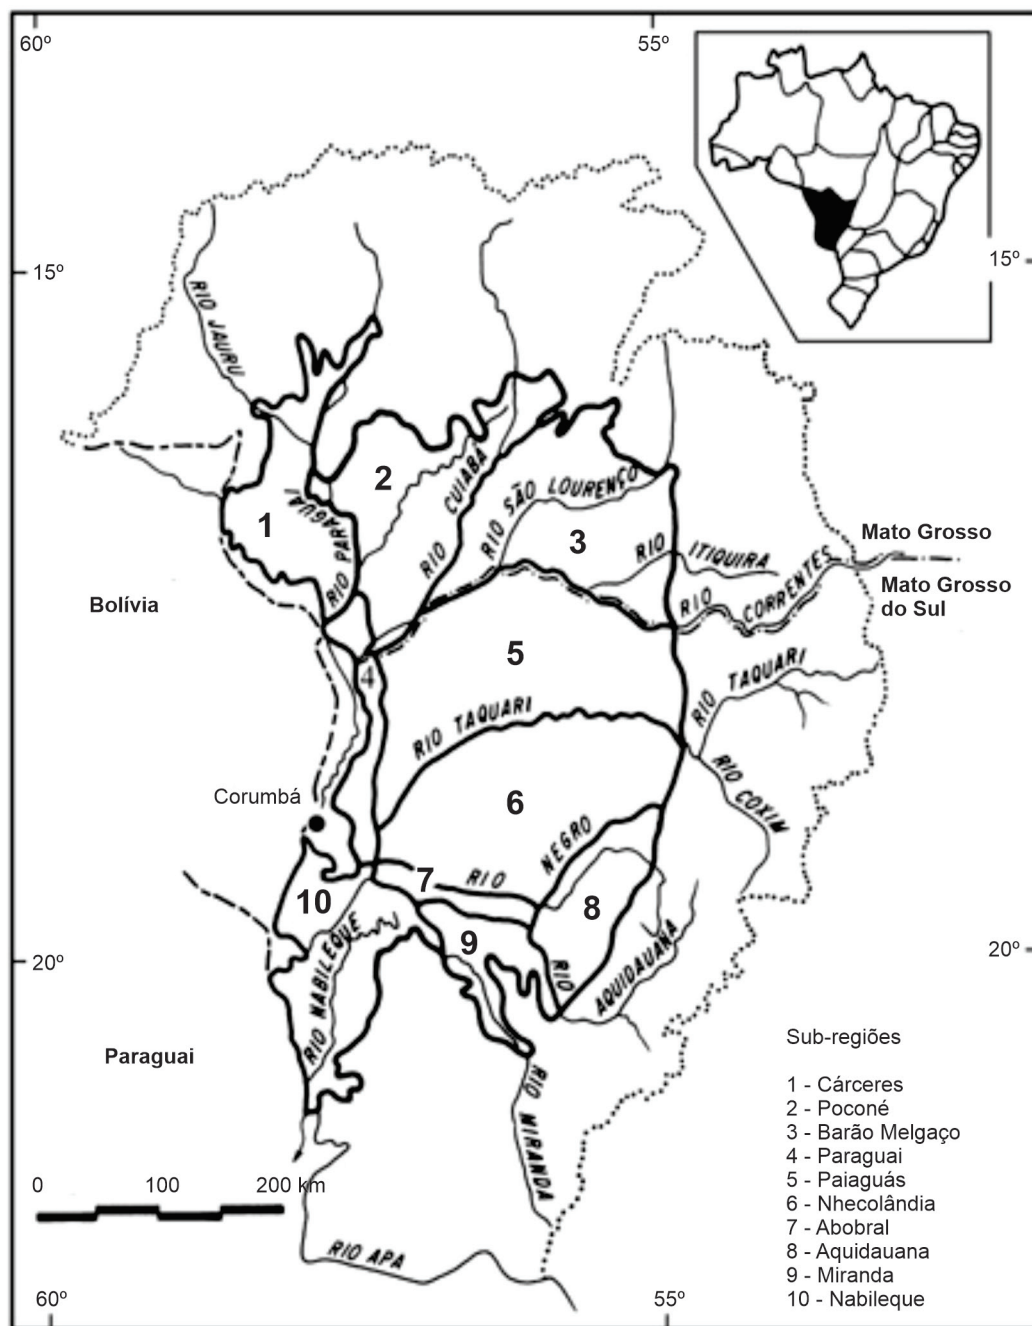 60º
55º
15º
15º
RIO JAURU
2
RIO CUIABÁ
RIO SÃO LOURENÇO
1
RIO PARAGUAI
3
RIO ITIQUIRA
Mato Grosso
RIO CORRENTES
Mato Grosso
do Sul
Bolívia
5
4
RIO TAQUARI
RIO TAQUARI
RIO COXIM
Corumbá
6
RIO NEGRO
7
10
8
9
RIO NABILEQUE
RIO AQUIDAUANA
20º
20º
Paraguai
RIO MIRANDA
Sub-regiões
1 - Cárceres
2 - Poconé
3 - Barão Melgaço
4 - Paraguai
5 - Paiaguás
6 - Nhecolândia
7 - Abobral
8 - Aquidauana
9 - Miranda
10 - Nabileque
0 100 200 km
RIO APA
60º
55º